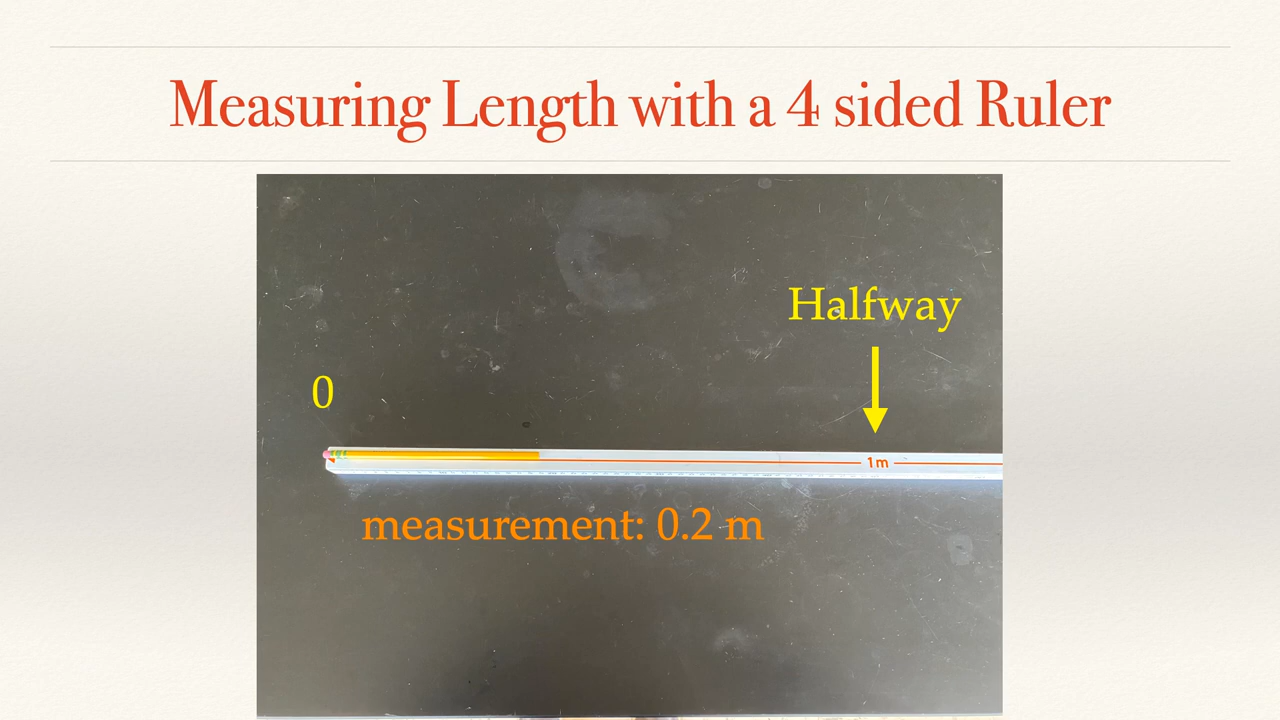 Measuring Length with a 4 sided Ruler
Halfway
0
1m
measurement: 0.2 m